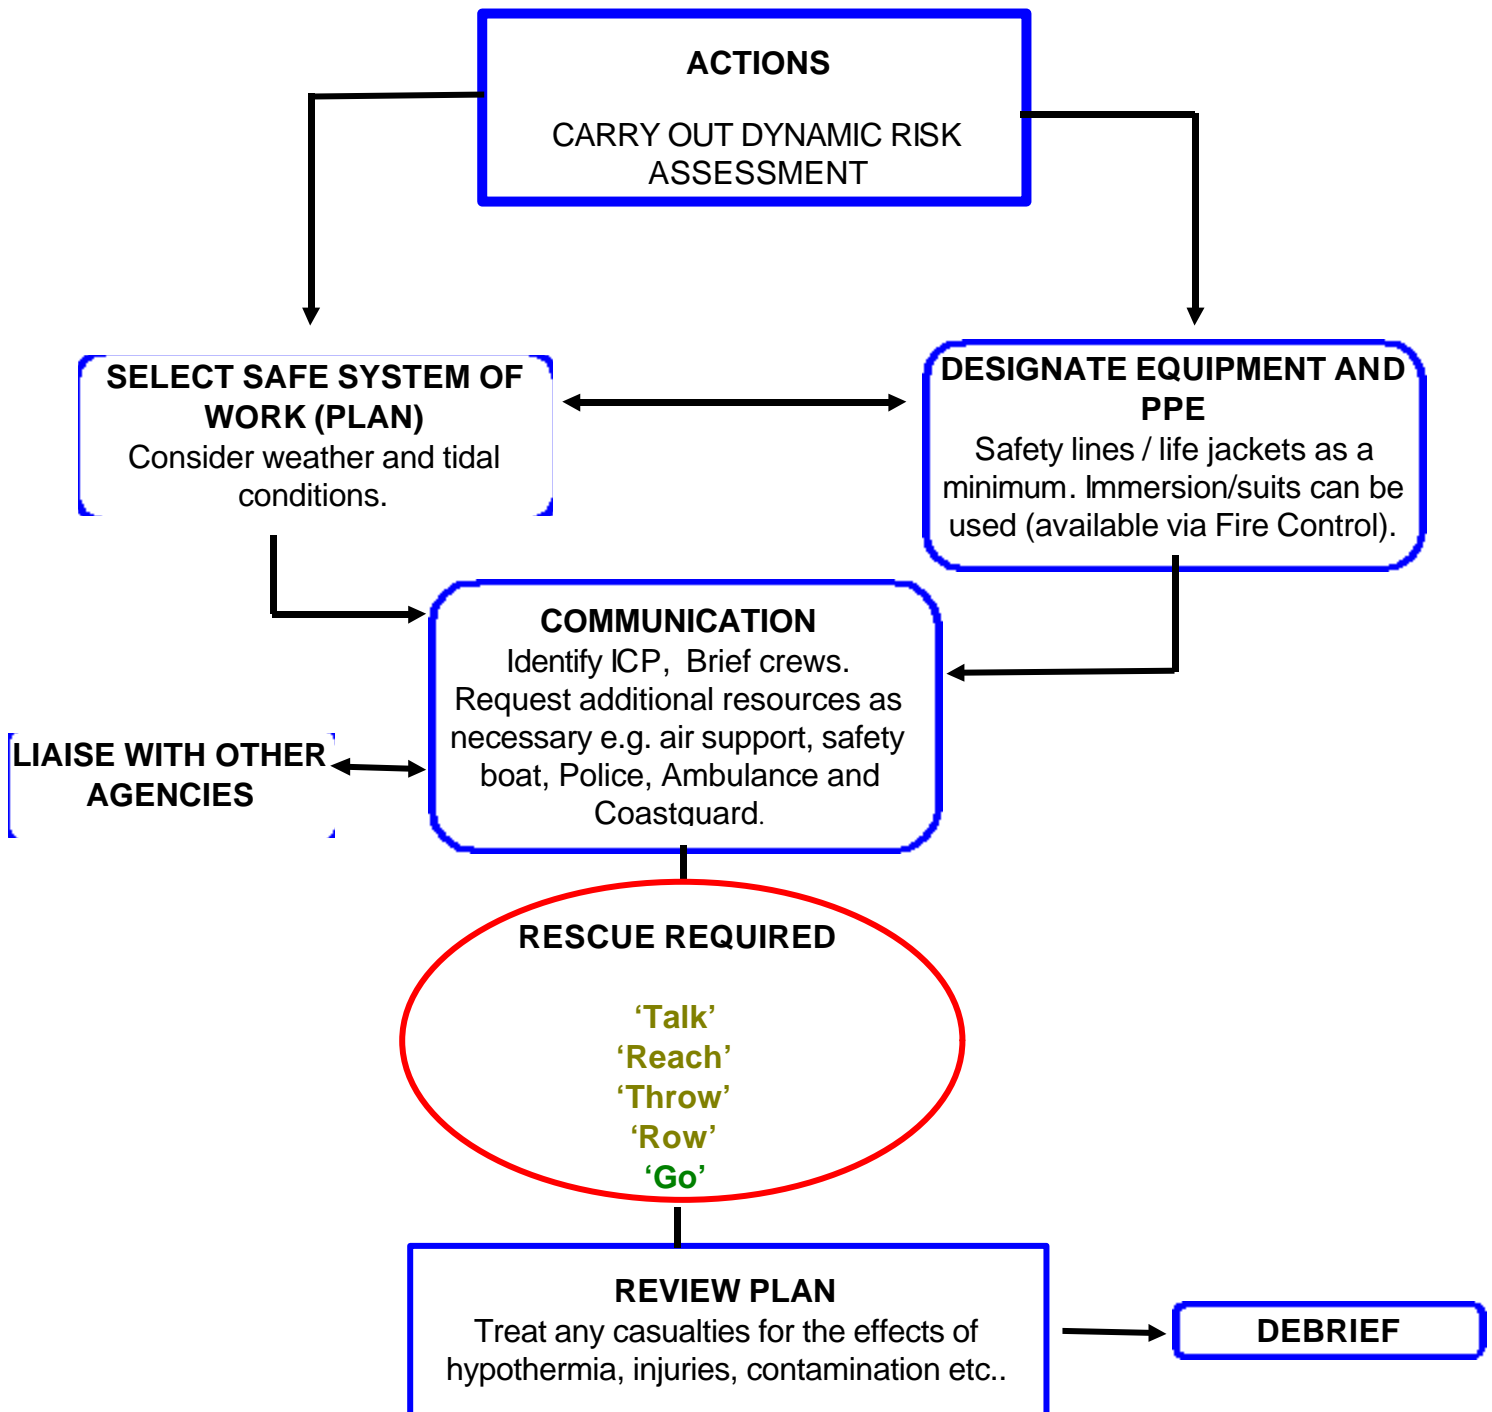 ACTIONS
CARRY OUT DYNAMIC RISK
ASSESSMENT
SELECT SAFE SYSTEM OF
WORK (PLAN)
Consider weather and tidal
conditions.
DESIGNATE EQUIPMENT AND
PPE
Safety lines / life jackets as a
minimum. Immersion/suits can be
used (available via Fire Control).
COMMUNICATION
Identify ICP, Brief crews.
Request additional resources as
necessary e.g. air support, safety
boat, Police, Ambulance and
Coastguard.
LIAISE WITH OTHER
AGENCIES
RESCUE REQUIRED
‘Talk’
‘Reach’
‘Throw’
‘Row’
‘Go’
REVIEW PLAN
Treat any casualties for the effects of
hypothermia, injuries, contamination etc..
DEBRIEF